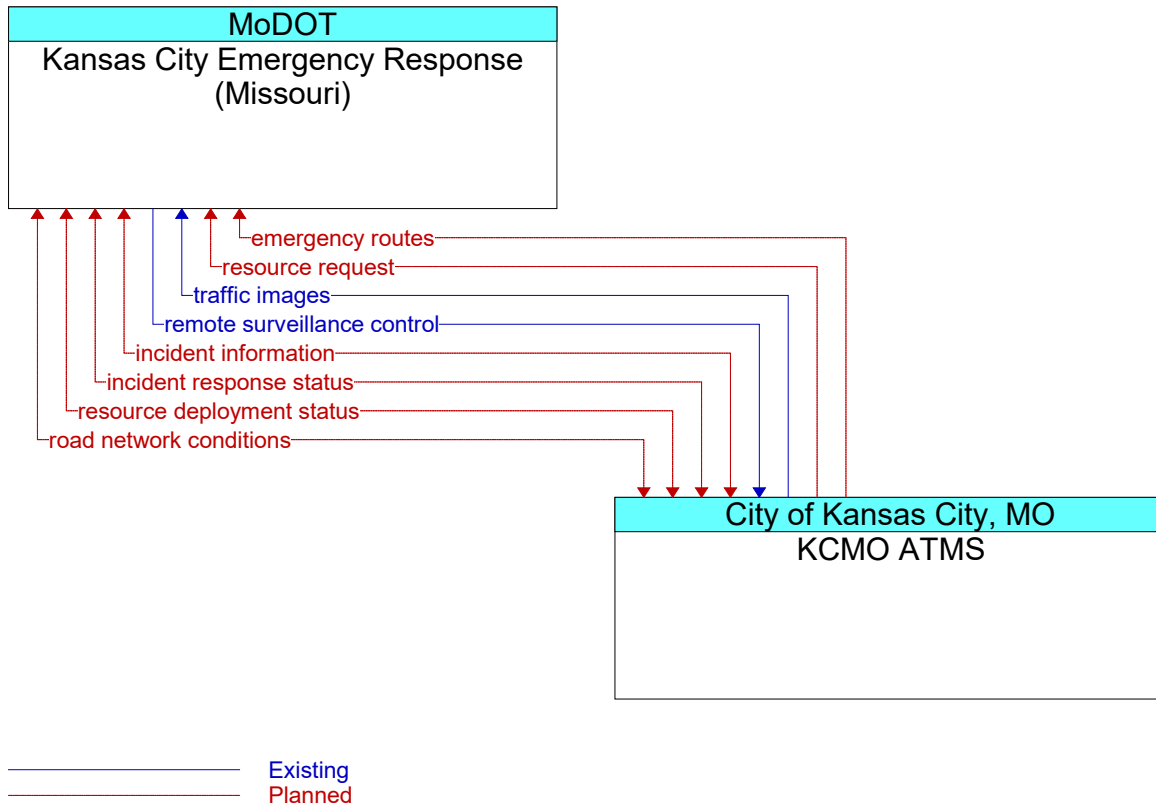 MoDOT
Kansas City Emergency Response
(Missouri)
emergency routes
resource request
traffic images
remote surveillance control
incident information
incident response status
resource deployment status
road network conditions
City of Kansas City, MO
KCMO ATMS
Existing
Planned